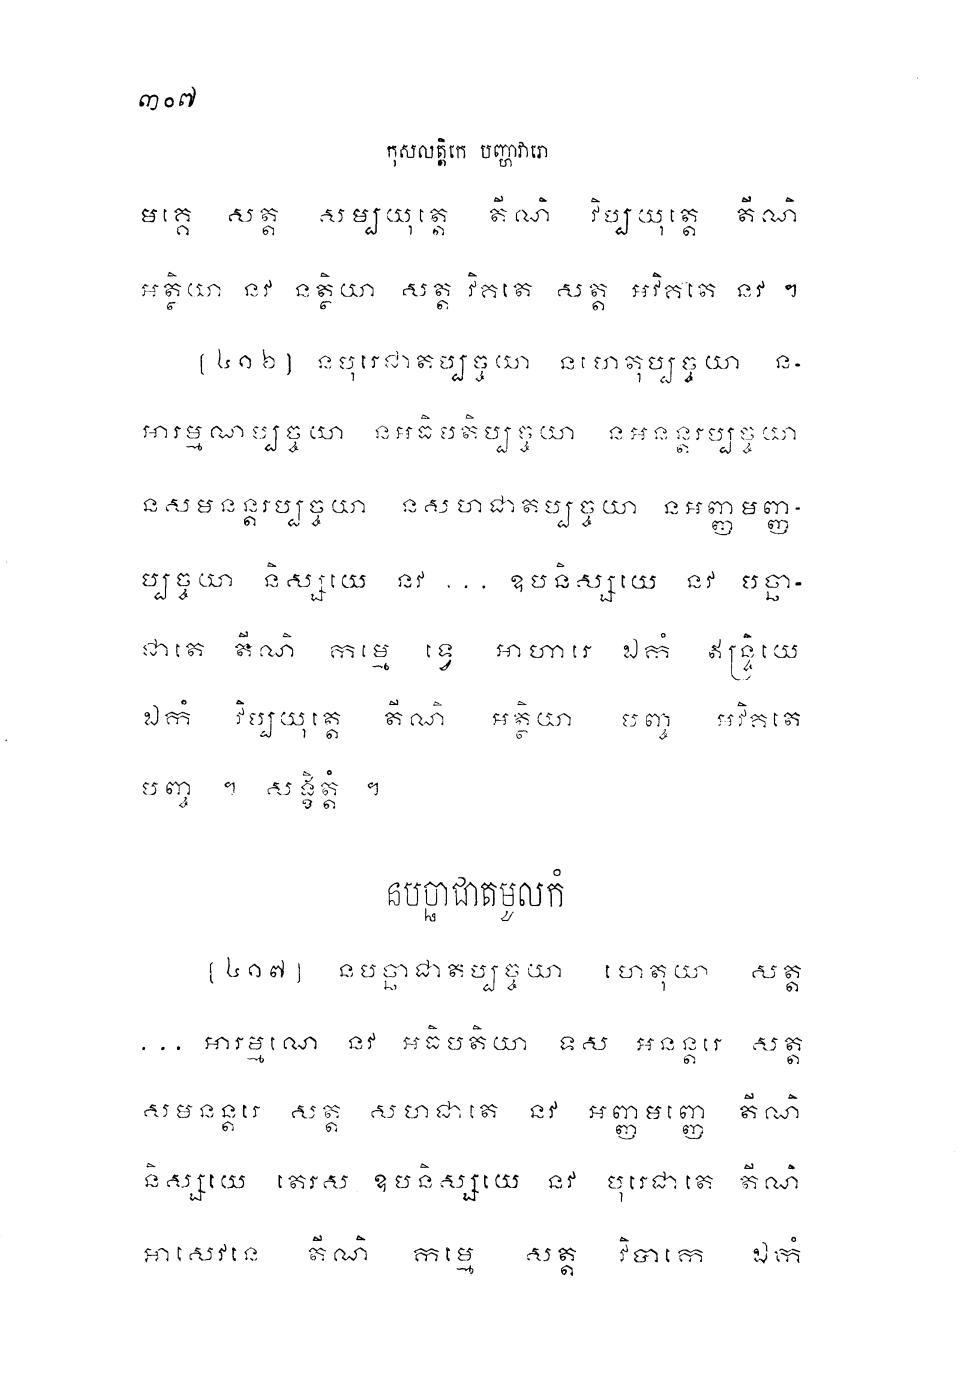 ៣០៧
កុសលត្តិកេ បញ្ហាវារោ
មគ្គេ សត្ត សម្បយុត្តេ តីណិ វិប្បយុត្តេ តីណិ
អត្ថិយា នវ នត្ថិយា សត្ត វិគតេ សត្ត អវិគតេ នវ ។
[៤០៦] នបុរេជាតប្បច្ចយា នហេតុប្បច្ចយា ន-
អារម្មណប្បច្ចយា នអធិបតិប្បច្ចយា នអនន្តរប្បច្ចយា
នសមនន្តរប្បច្ចយា នសហជាតប្បច្ចយា នអញ្ញមញ្ញ-
ប្បច្ចយា និស្សយេ នវ ... ឧបនិស្សយេ នវ បច្ឆា-
ជាតេ តីណិ កម្មេ ទ្វេ អាហារេ ឯកំ ឥន្ទ្រិយេ
ឯកំ វិប្បយុត្តេ តីណិ អត្ថិយា បញ្ច អវិគតេ
បញ្ច ។ សង្ខិត្តំ ។
នបច្ឆាជាតមូលកំ
[៤០៧] នបច្ឆាជាតប្បច្ចយា ហេតុយា សត្ត
... អារម្មណេ នវ អធិបតិយា ទស អនន្តរេ សត្ត
សមនន្តរេ សត្ត សហជាតេ នវ អញ្ញមញ្ញេ តីណិ
និស្សយេ តេរស ឧបនិស្សយេ នវ បុរេជាតេ តីណិ
អាសេវនេ តីណិ កម្មេ សត្ត វិបាកេ ឯកំ